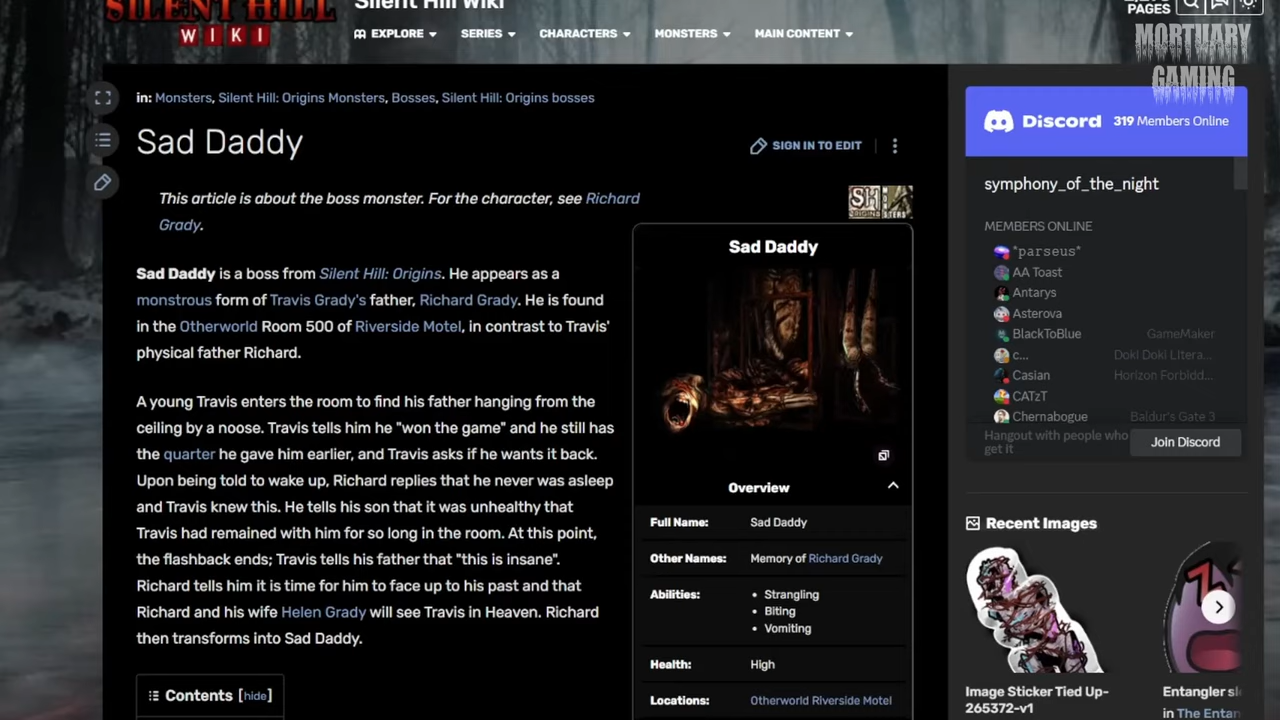 SILENT HILL
WIKI
Silent Hill Wiki
EXPLORE
SERIES
CHARACTERS
MONSTERS
MAIN CONTENT
PAGES
MORTUARY
GAMING
in: Monsters, Silent Hill: Origins Monsters, Bosses, Silent Hill: Origins bosses
Sad Daddy
SIGN IN TO EDIT
This article is about the boss monster. For the character, see Richard
Grady.
SH
ORIGINS
Sad Daddy is a boss from Silent Hill: Origins. He appears as a
monstrous form of Travis Grady's father, Richard Grady. He is found
in the Otherworld Room 500 of Riverside Motel, in contrast to Travis'
physical father Richard.
A young Travis enters the room to find his father hanging from the
ceiling by a noose. Travis tells him he "won the game" and he still has
the quarter he gave him earlier, and Travis asks if he wants it back.
Upon being told to wake up, Richard replies that he never was asleep
and Travis knew this. He tells his son that it was unhealthy that
Travis had remained with him for so long in the room. At this point,
the flashback ends; Travis tells his father that "this is insane".
Richard tells him it is time for him to face up to his past and that
Richard and his wife Helen Grady will see Travis in Heaven. Richard
then transforms into Sad Daddy.
Contents [hide]
Sad Daddy
Overview
Full Name: Sad Daddy
Other Names: Memory of Richard Grady
Abilities: • Strangling
• Biting
• Vomiting
Health: High
Locations: Otherworld Riverside Motel
Discord 319 Members Online
symphony_of_the_night
MEMBERS ONLINE
*parseus*
AA Toast
Antarys
Asterova
BlackToBlue GameMaker
c... Doki Doki Litera...
Casian Horizon Forbidd...
CATzT
Chernabogue Baldur's Gate 3
Hangout with people who
get it
Join Discord
Recent Images
Image Sticker Tied Up-
265372-v1
Entangler
in The Entan